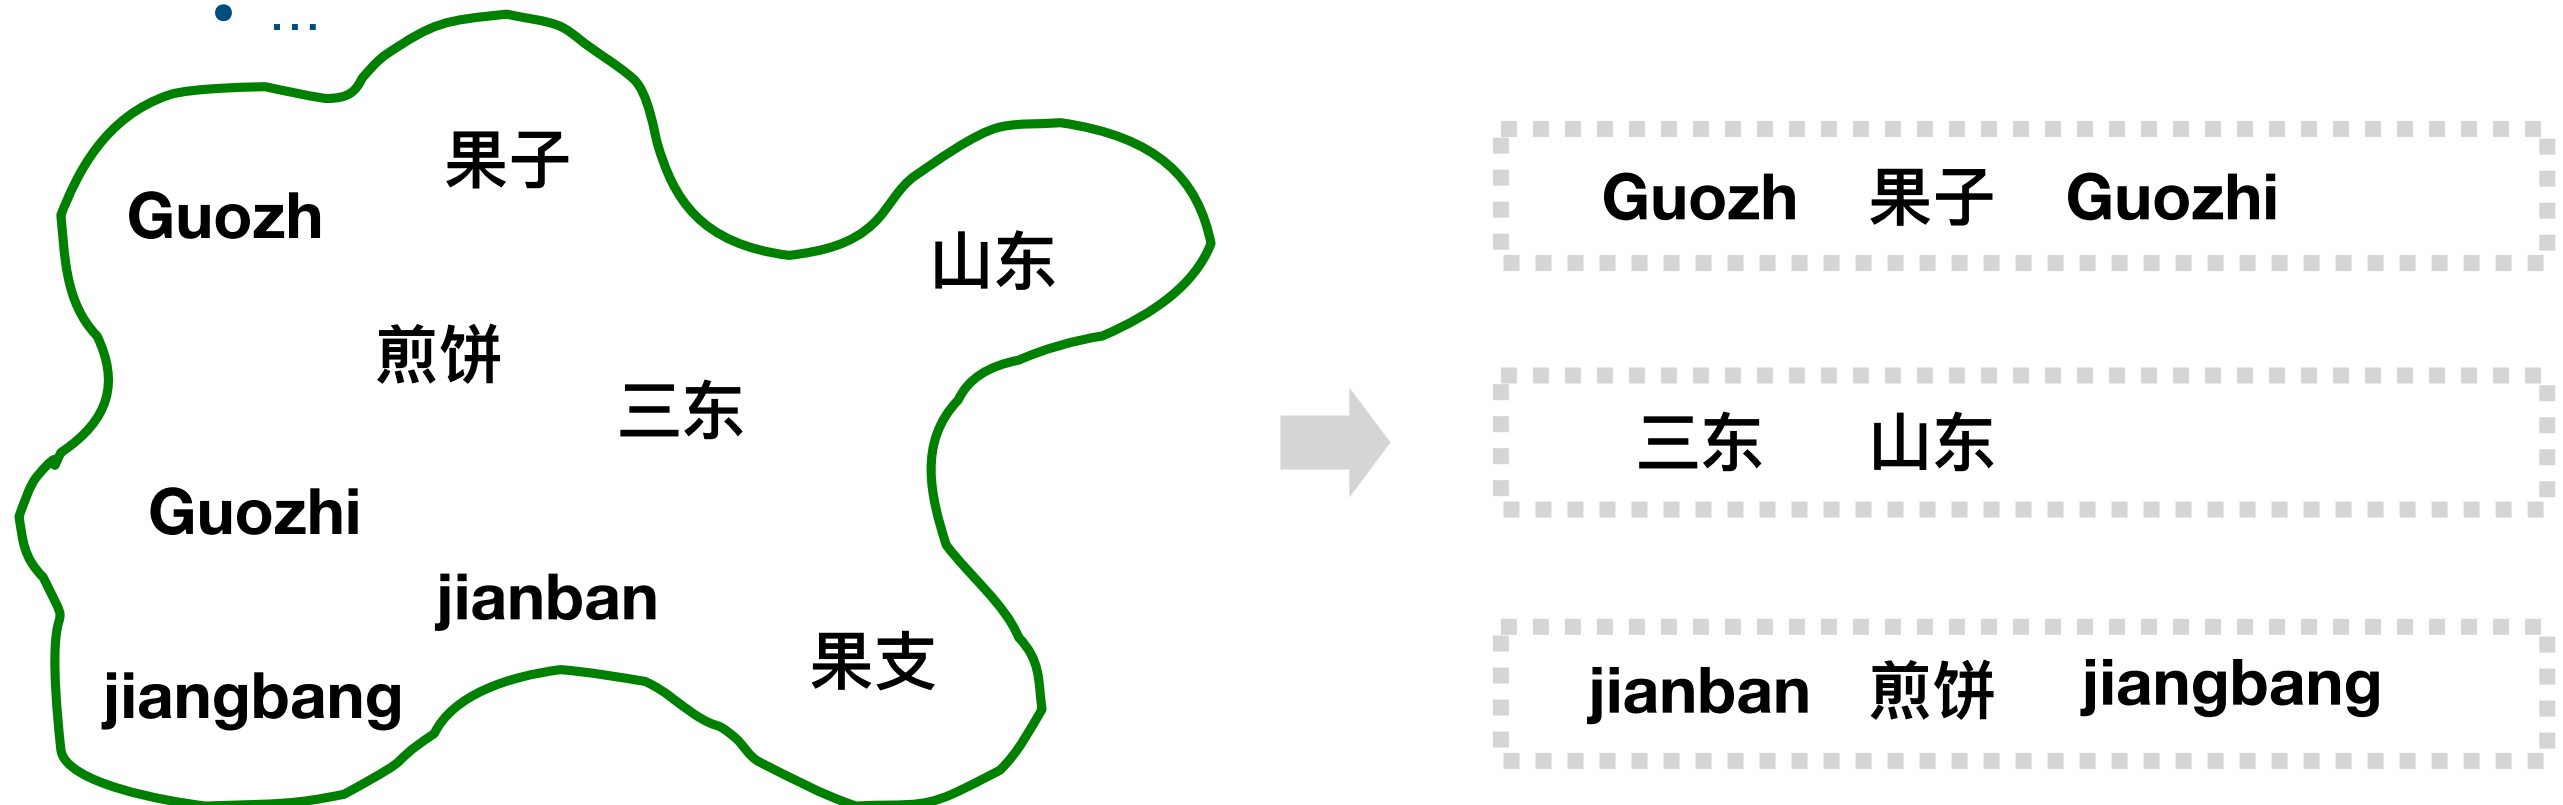 • ...
果子
Guozh
山东
煎饼
三东
Guozhi
jianban
果支
jiangbang
Guozh 果子 Guozhi
三东 山东
jianban 煎饼 jiangbang